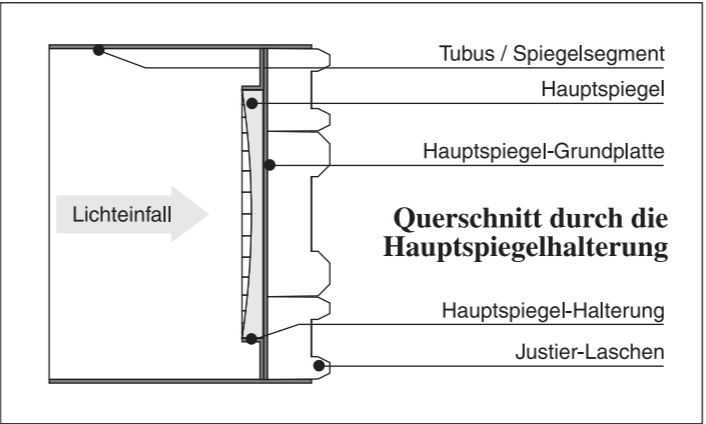 Tubus / Spiegelsegment
Hauptspiegel
Hauptspiegel-Grundplatte
Lichteinfall
Querschnitt durch die
Hauptspiegelhalterung
Hauptspiegel-Halterung
Justier-Laschen